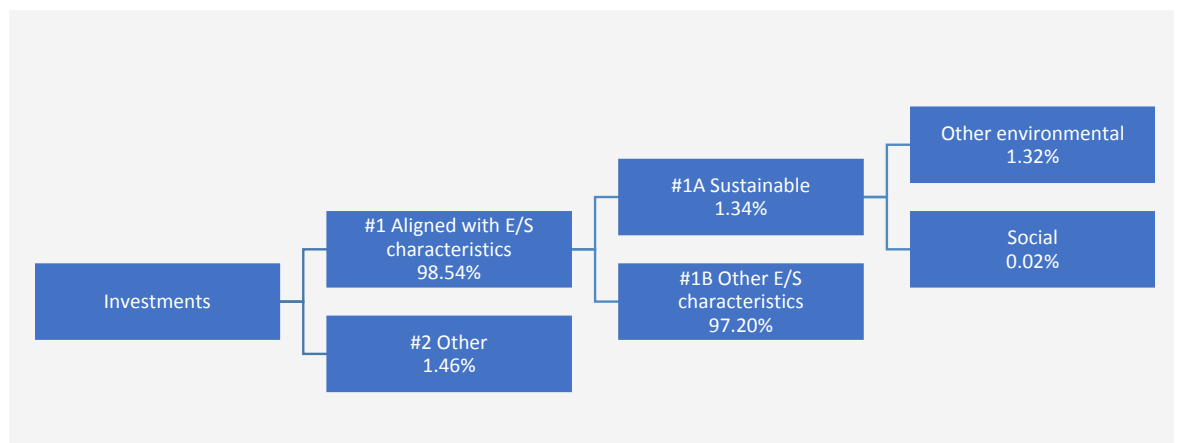 Investments
#1 Aligned with E/S
characteristics
98.54%
#2 Other
1.46%
#1A Sustainable
1.34%
#1B Other E/S
characteristics
97.20%
Other environmental
1.32%
Social
0.02%